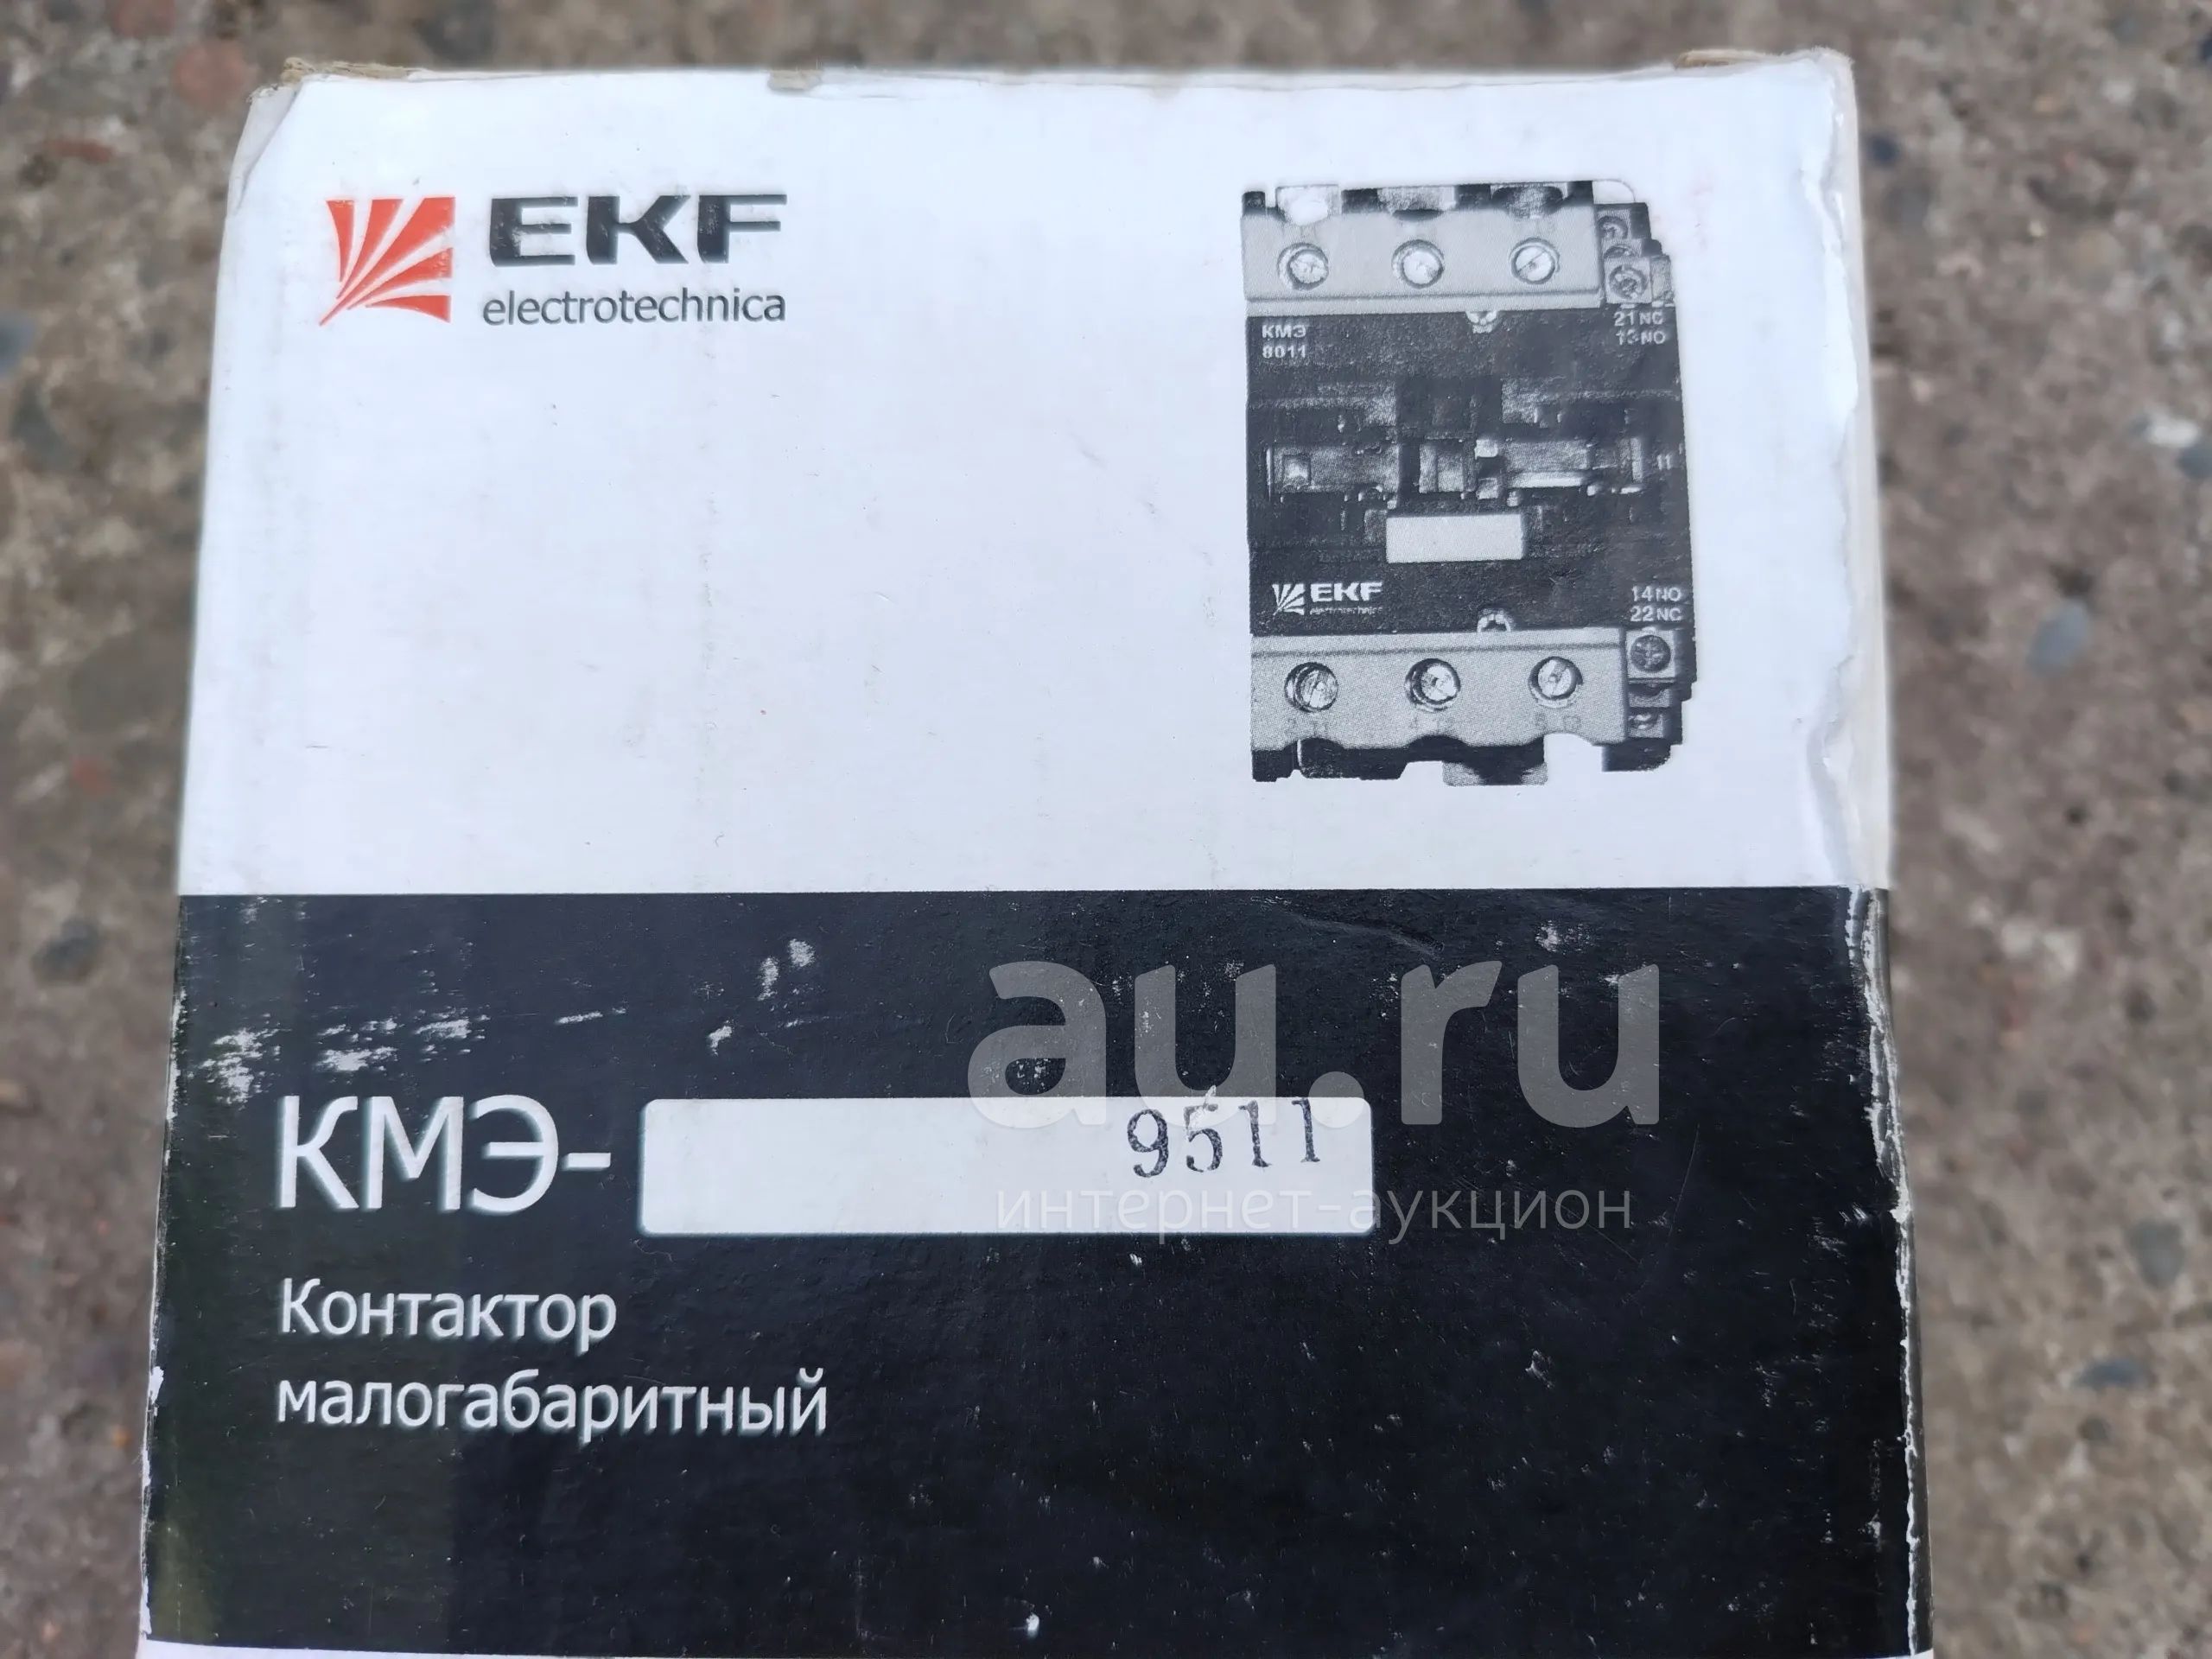 EKF
electrotechnica
КМЭ
8011
21NC
13NO
EKF
14NO
22NC
au.ru
КМЭ-
9511
интернет-аукцион
Контактор
малогабаритный